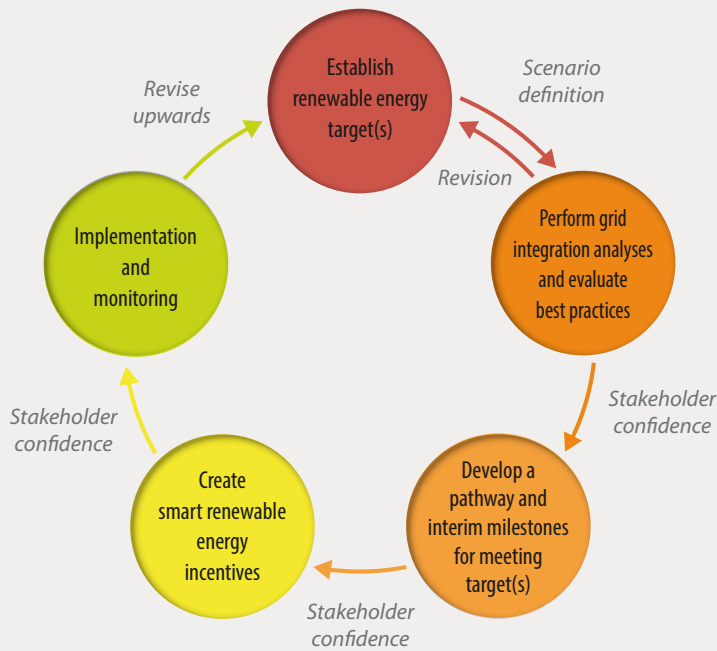 Establish
renewable energy
target(s)
Scenario
definition
Revision
Perform grid
integration analyses
and evaluate
best practices
Stakeholder
confidence
Develop a
pathway and
interim milestones
for meeting
target(s)
Stakeholder
confidence
Create
smart renewable
energy
incentives
Stakeholder
confidence
Implementation
and
monitoring
Revise
upwards